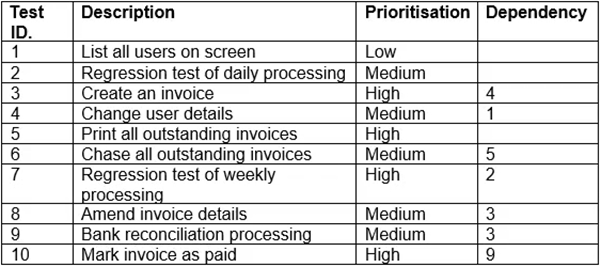 Test Description Prioritisation Dependency
ID.
1 List all users on screen Low
2 Regression test of daily processing Medium
3 Create an invoice High 4
4 Change user details Medium 1
5 Print all outstanding invoices High
6 Chase all outstanding invoices Medium 5
7 Regression test of weekly High 2
processing
8 Amend invoice details Medium 3
9 Bank reconciliation processing Medium 3
10 Mark invoice as paid High 9